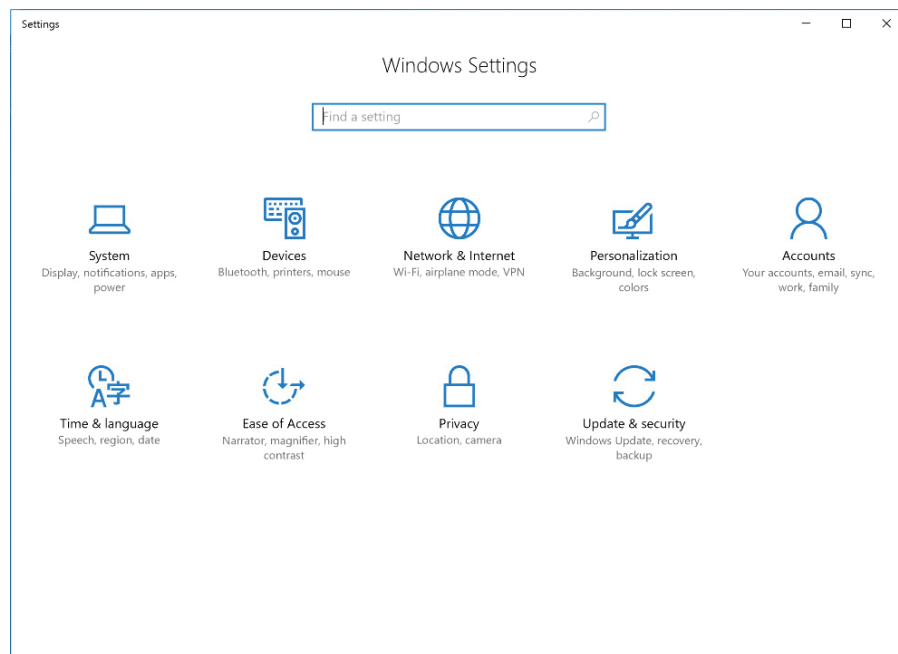 Settings
Windows Settings
Find a setting
System
Display, notifications, apps,
power
Devices
Bluetooth, printers, mouse
Network & Internet
Wi-Fi, airplane mode, VPN
Personalization
Background, lock screen,
colors
Accounts
Your accounts, email, sync,
work, family
A字
Time & language
Speech, region, date
Ease of Access
Narrator, magnifier, high
contrast
Privacy
Location, camera
Update & security
Windows Update, recovery,
backup